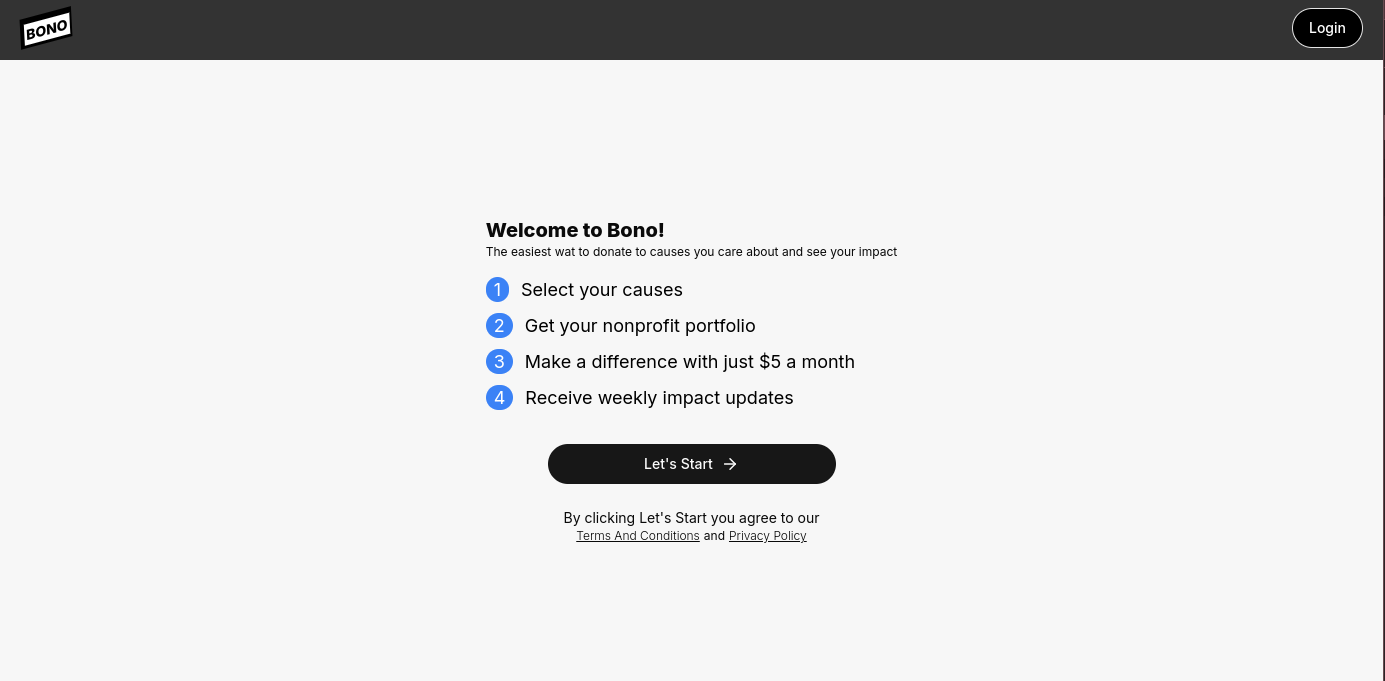 BONO
Login
Welcome to Bono!
The easiest wat to donate to causes you care about and see your impact
1 Select your causes
2 Get your nonprofit portfolio
3 Make a difference with just $5 a month
4 Receive weekly impact updates
Let's Start
By clicking Let's Start you agree to our
Terms And Conditions and Privacy Policy